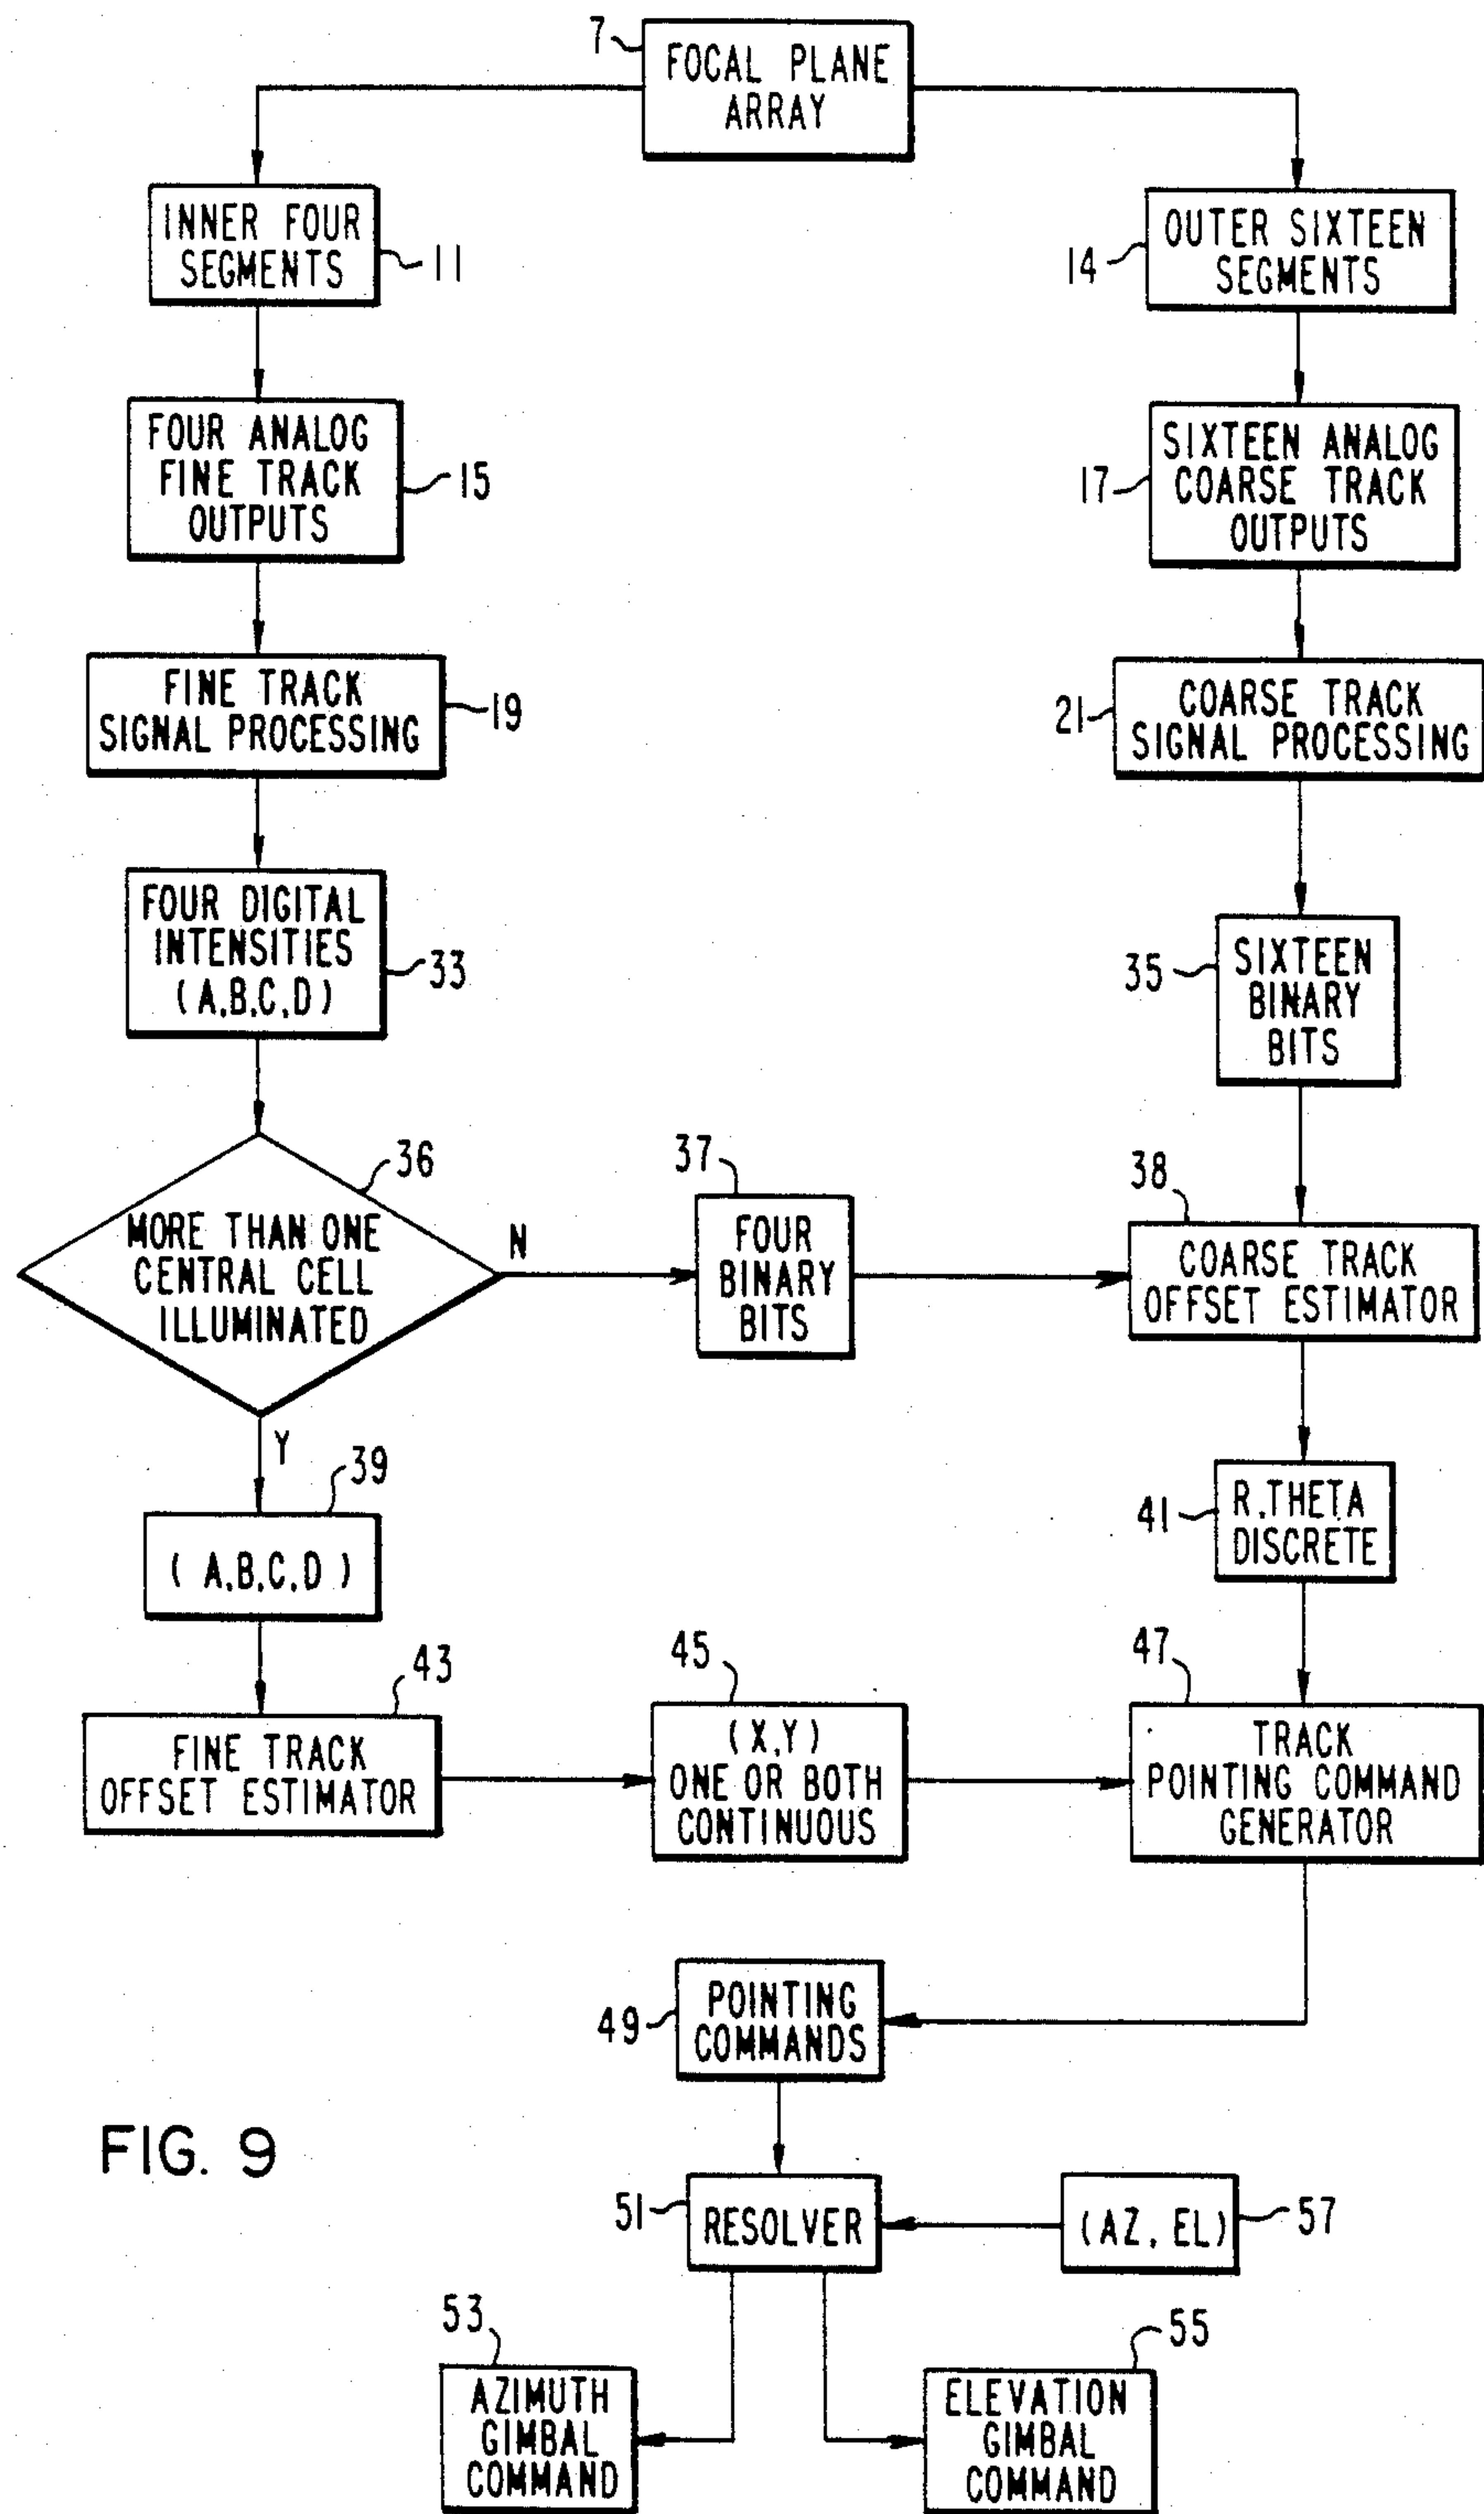 7
FOCAL PLANE
ARRAY
INNER FOUR
SEGMENTS
11
OUTER SIXTEEN
SEGMENTS
14
FOUR ANALOG
FINE TRACK
OUTPUTS
15
SIXTEEN ANALOG
COARSE TRACK
OUTPUTS
17
FINE TRACK
SIGNAL PROCESSING
19
COARSE TRACK
SIGNAL PROCESSING
21
FOUR DIGITAL
INTENSITIES
(A,B,C,D)
33
SIXTEEN
BINARY
BITS
35
36
MORE THAN ONE
CENTRAL CELL
ILLUMINATED
N
Y
37
FOUR
BINARY
BITS
38
COARSE TRACK
OFFSET ESTIMATOR
39
(A,B,C,D)
41
R,THETA
DISCRETE
43
FINE TRACK
OFFSET ESTIMATOR
45
(X,Y)
ONE OR BOTH
CONTINUOUS
47
TRACK
POINTING COMMAND
GENERATOR
49
POINTING
COMMANDS
FIG. 9
51
RESOLVER
(AZ, EL)
57
53
AZIMUTH
GIMBAL
COMMAND
55
ELEVATION
GIMBAL
COMMAND